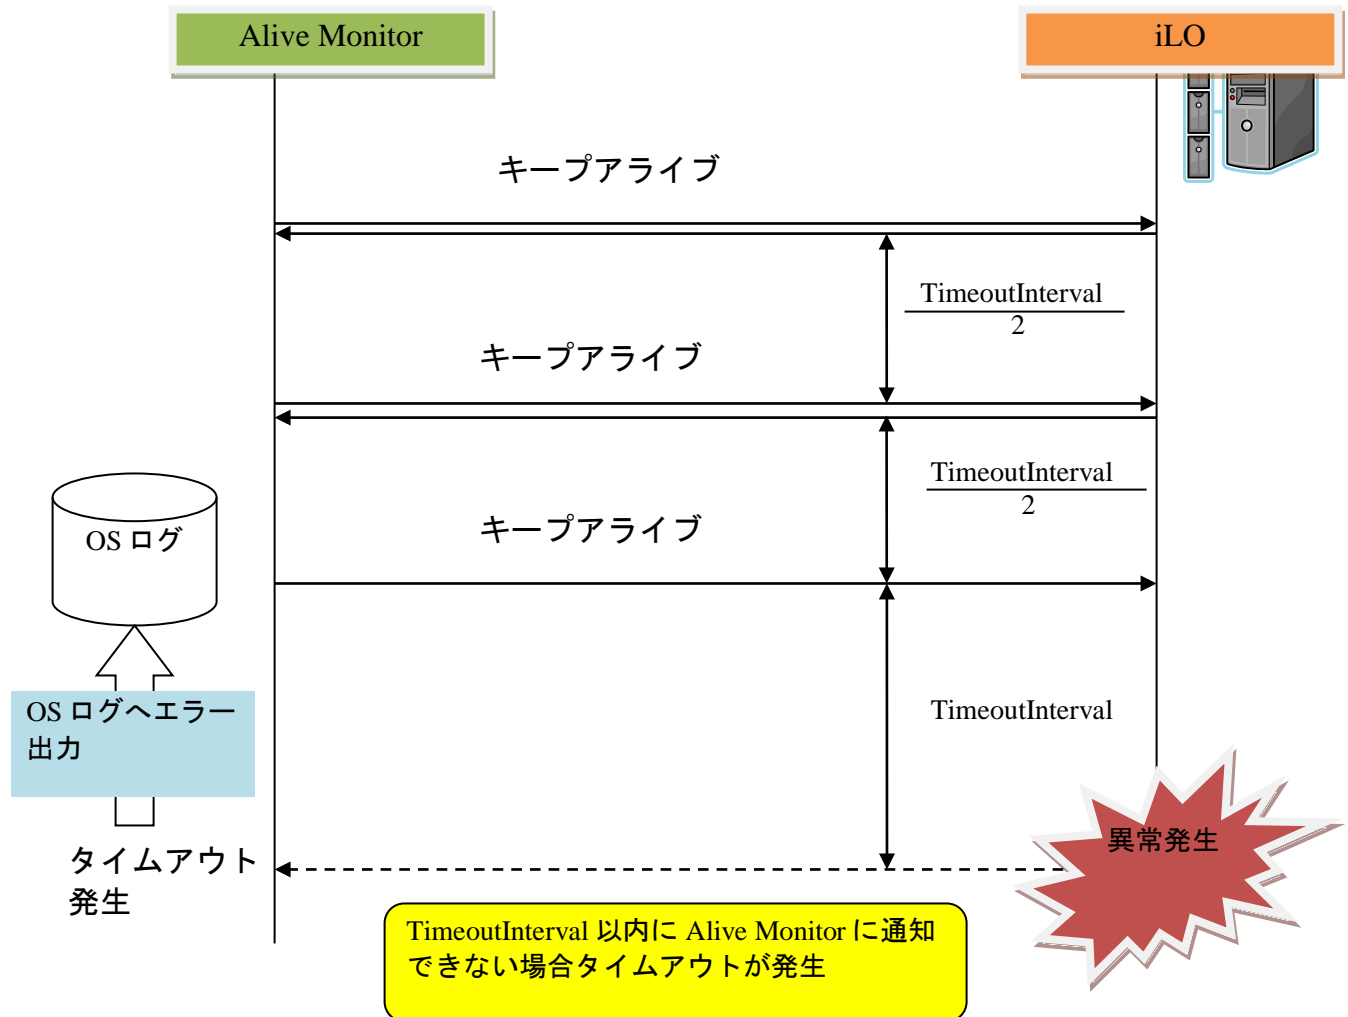 Alive Monitor
iLO
キープアライブ
TimeoutInterval
2
キープアライブ
TimeoutInterval
2
キープアライブ
OS ログ
OS ログへエラー
出力
TimeoutInterval
タイムアウト
発生
異常発生
TimeoutInterval 以内に Alive Monitor に通知
できない場合タイムアウトが発生